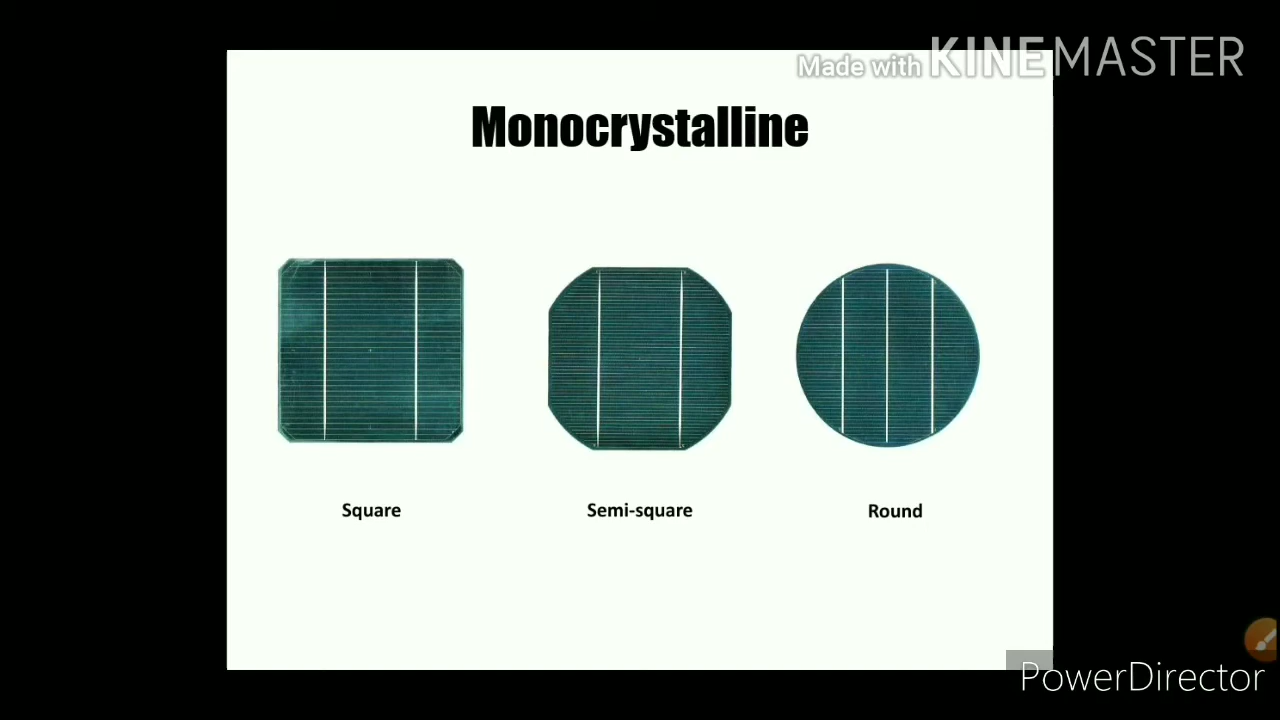 Made with KINEMASTER
Monocrystalline
Square
Semi-square
Round
PowerDirector